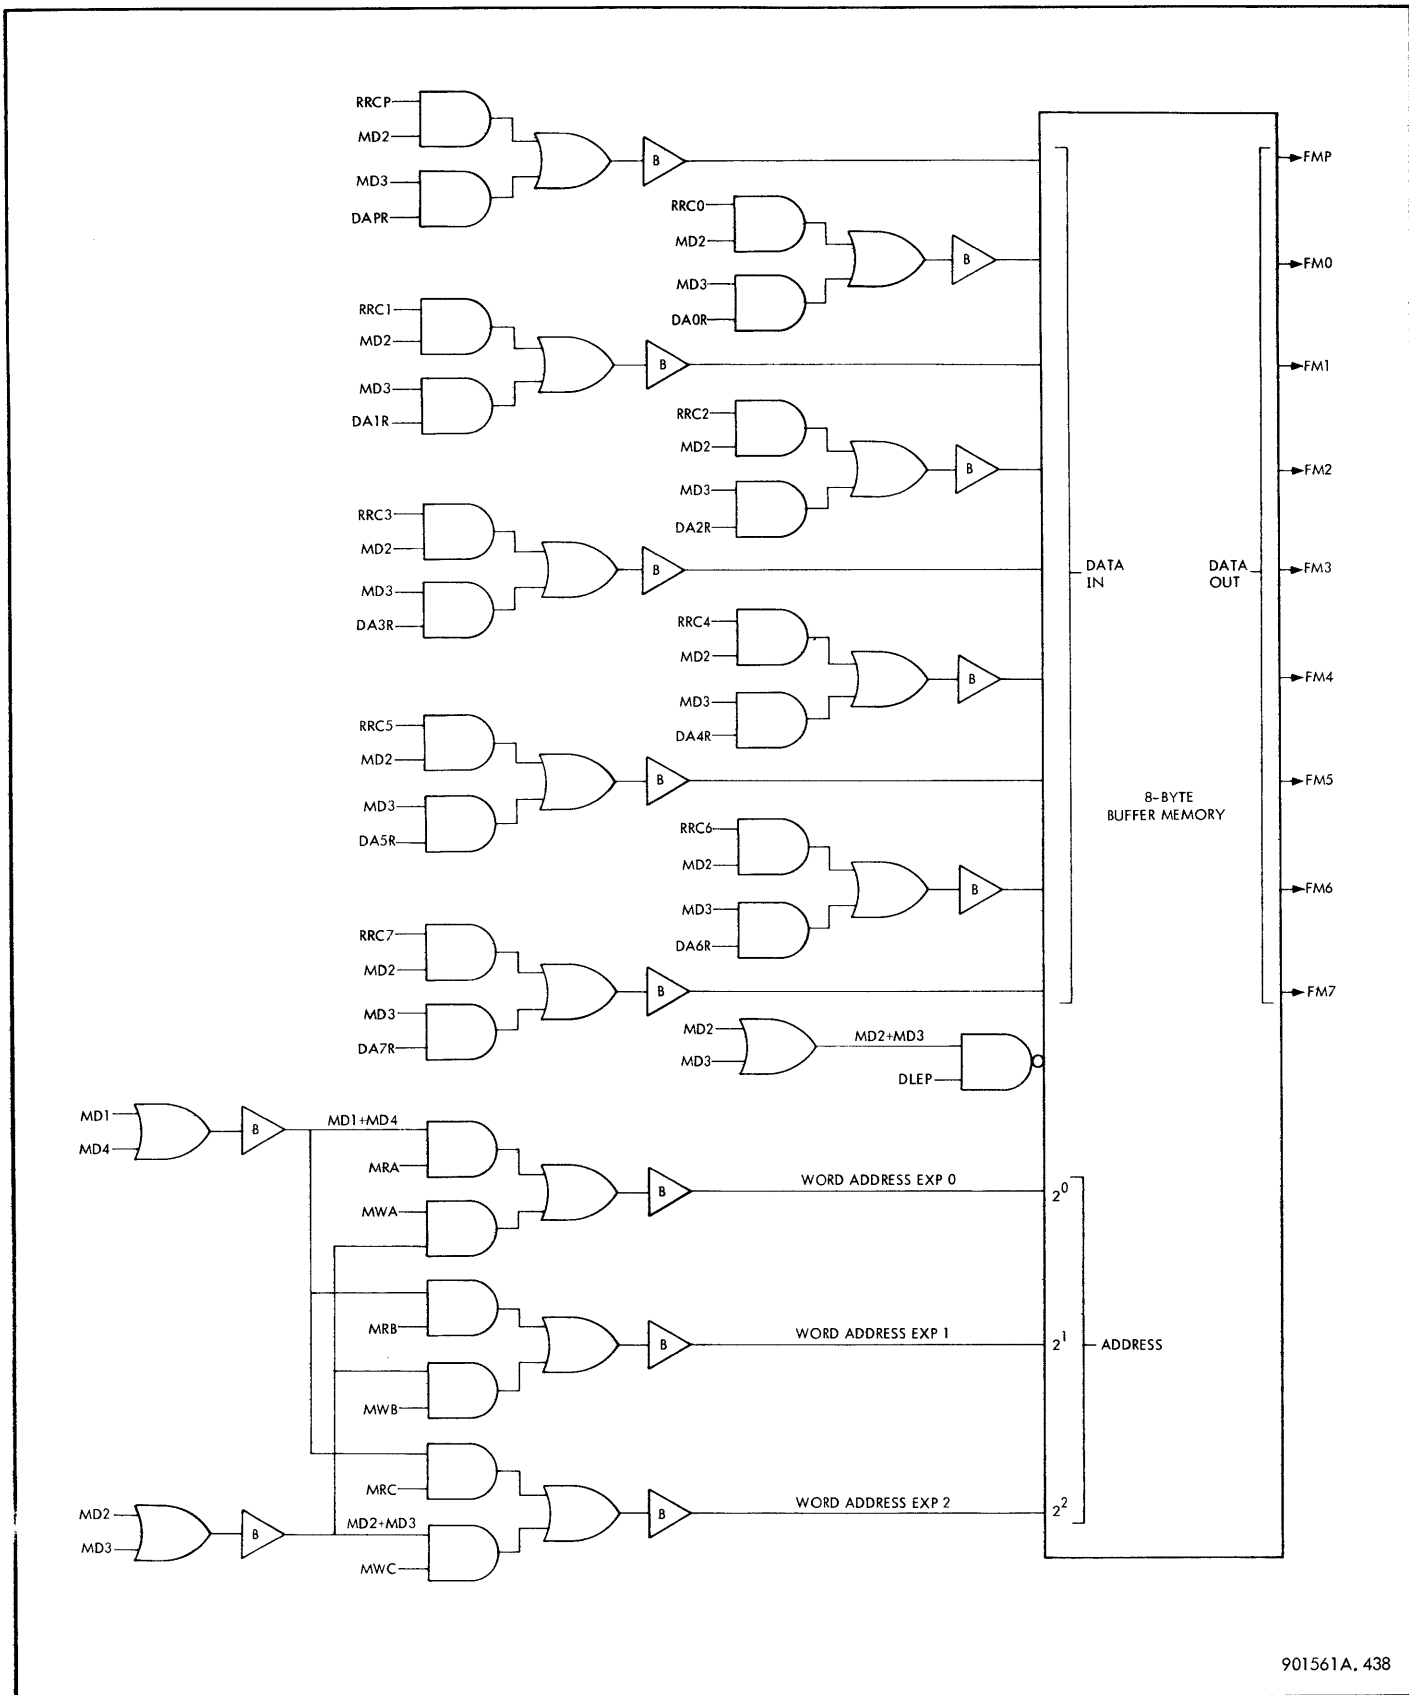 RRCP
MD2
B
FMP
MD3
DAPR
RRC0
MD2
B
FM0
MD3
DA0R
RRC1
MD2
B
FM1
MD3
DA1R
RRC2
MD2
B
FM2
MD3
DA2R
RRC3
MD2
B
DATA
IN
DATA
OUT
FM3
MD3
DA3R
RRC4
MD2
B
FM4
MD3
DA4R
RRC5
MD2
B
FM5
MD3
DA5R
8-BYTE
BUFFER MEMORY
RRC6
MD2
B
FM6
MD3
DA6R
RRC7
MD2
B
FM7
MD3
DA7R
MD2
MD3
MD2+MD3
DLEP
MD1
MD4
B
MD1+MD4
MRA
MWA
B
WORD ADDRESS EXP 0
2^0
MRB
MWB
B
WORD ADDRESS EXP 1
2^1
ADDRESS
MRC
MD2
MD3
B
MD2+MD3
MWC
B
WORD ADDRESS EXP 2
2^2
901561A.438